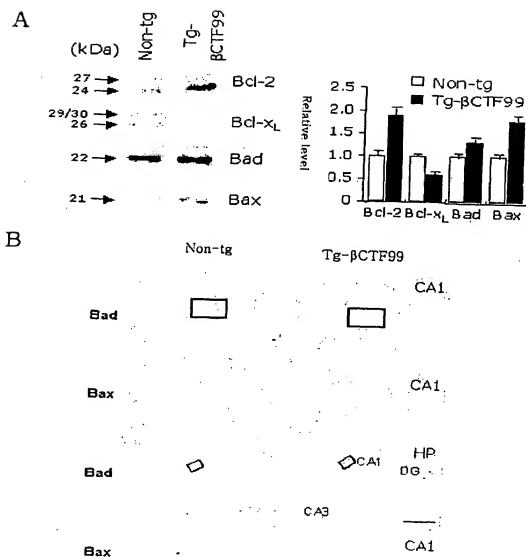 A
(kDa)
Non-tg
Tg-
βCTF99
27
24
Bcl-2
29/30
26
Bcl-xL
22
Bad
21
Bax
Relative level
2.5
2.0
1.5
1.0
0.5
0
Non-tg
Tg-βCTF99
Bcl-2
Bcl-xL
Bad
Bax
B
Non-tg
Tg-βCTF99
Bad
CA1
Bax
CA1
Bad
CA1
HP
DG
CA3
Bax
CA1